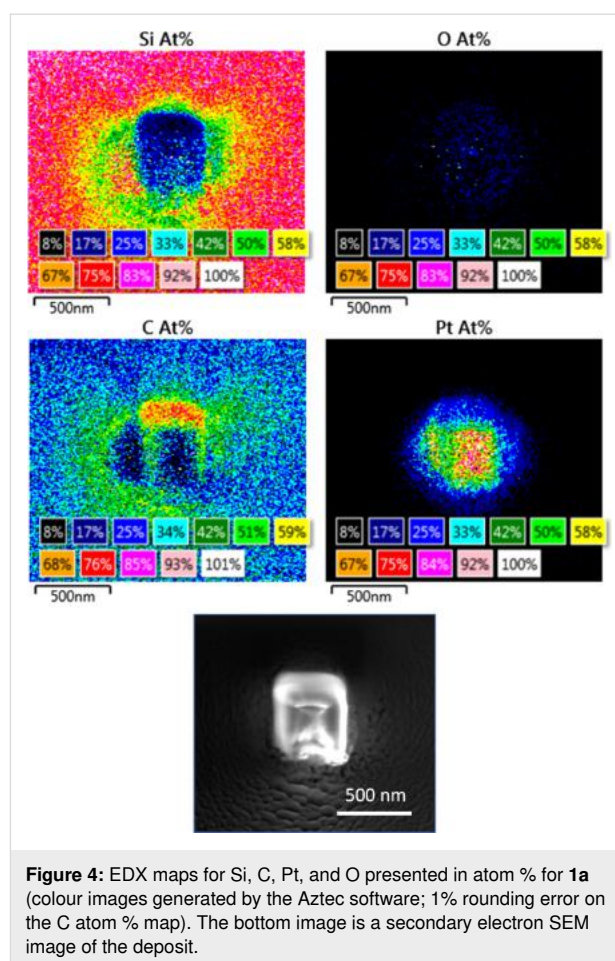 Si At%
O At%
8% 17% 25% 33% 42% 50% 58%
67% 75% 83% 92% 100%
500nm
8% 17% 25% 33% 42% 50% 58%
67% 75% 83% 92% 100%
500nm
C At%
Pt At%
8% 17% 25% 34% 42% 51% 59%
68% 76% 85% 93% 101%
500nm
8% 17% 25% 33% 42% 50% 58%
67% 75% 84% 92% 100%
500nm
500 nm
Figure 4: EDX maps for Si, C, Pt, and O presented in atom % for 1a
(colour images generated by the Aztec software; 1% rounding error on
the C atom % map). The bottom image is a secondary electron SEM
image of the deposit.